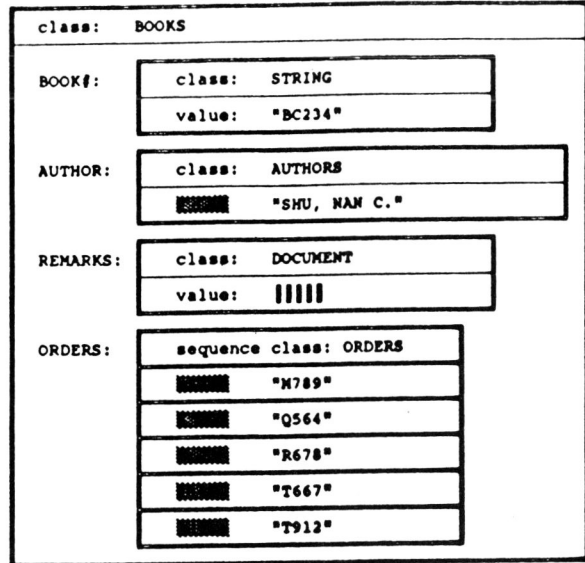 class: BOOKS
BOOK#: class: STRING
value: "BC234"
AUTHOR: class: AUTHORS
"SHU, NAN C."
REMARKS: class: DOCUMENT
value:
ORDERS: sequence class: ORDERS
"M789"
"Q564"
"R678"
"T667"
"T912"